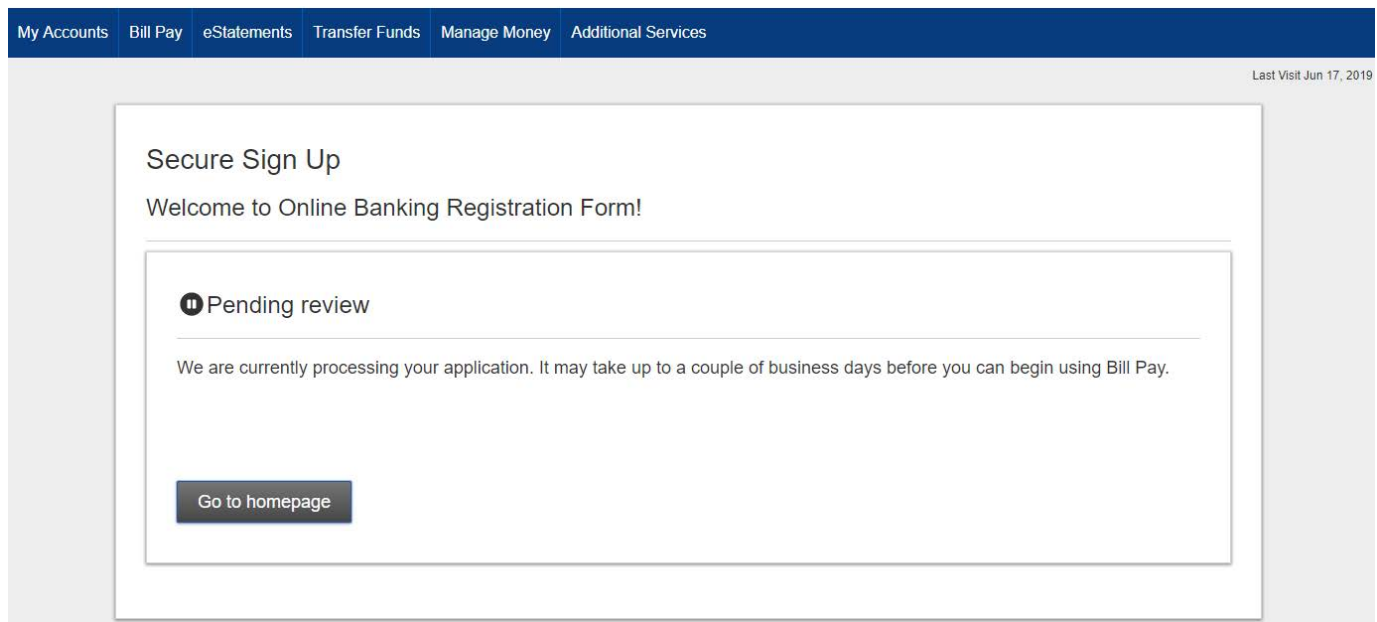 My Accounts Bill Pay eStatements Transfer Funds Manage Money Additional Services
Last Visit Jun 17, 2019
Secure Sign Up
Welcome to Online Banking Registration Form!
Pending review
We are currently processing your application. It may take up to a couple of business days before you can begin using Bill Pay.
Go to homepage